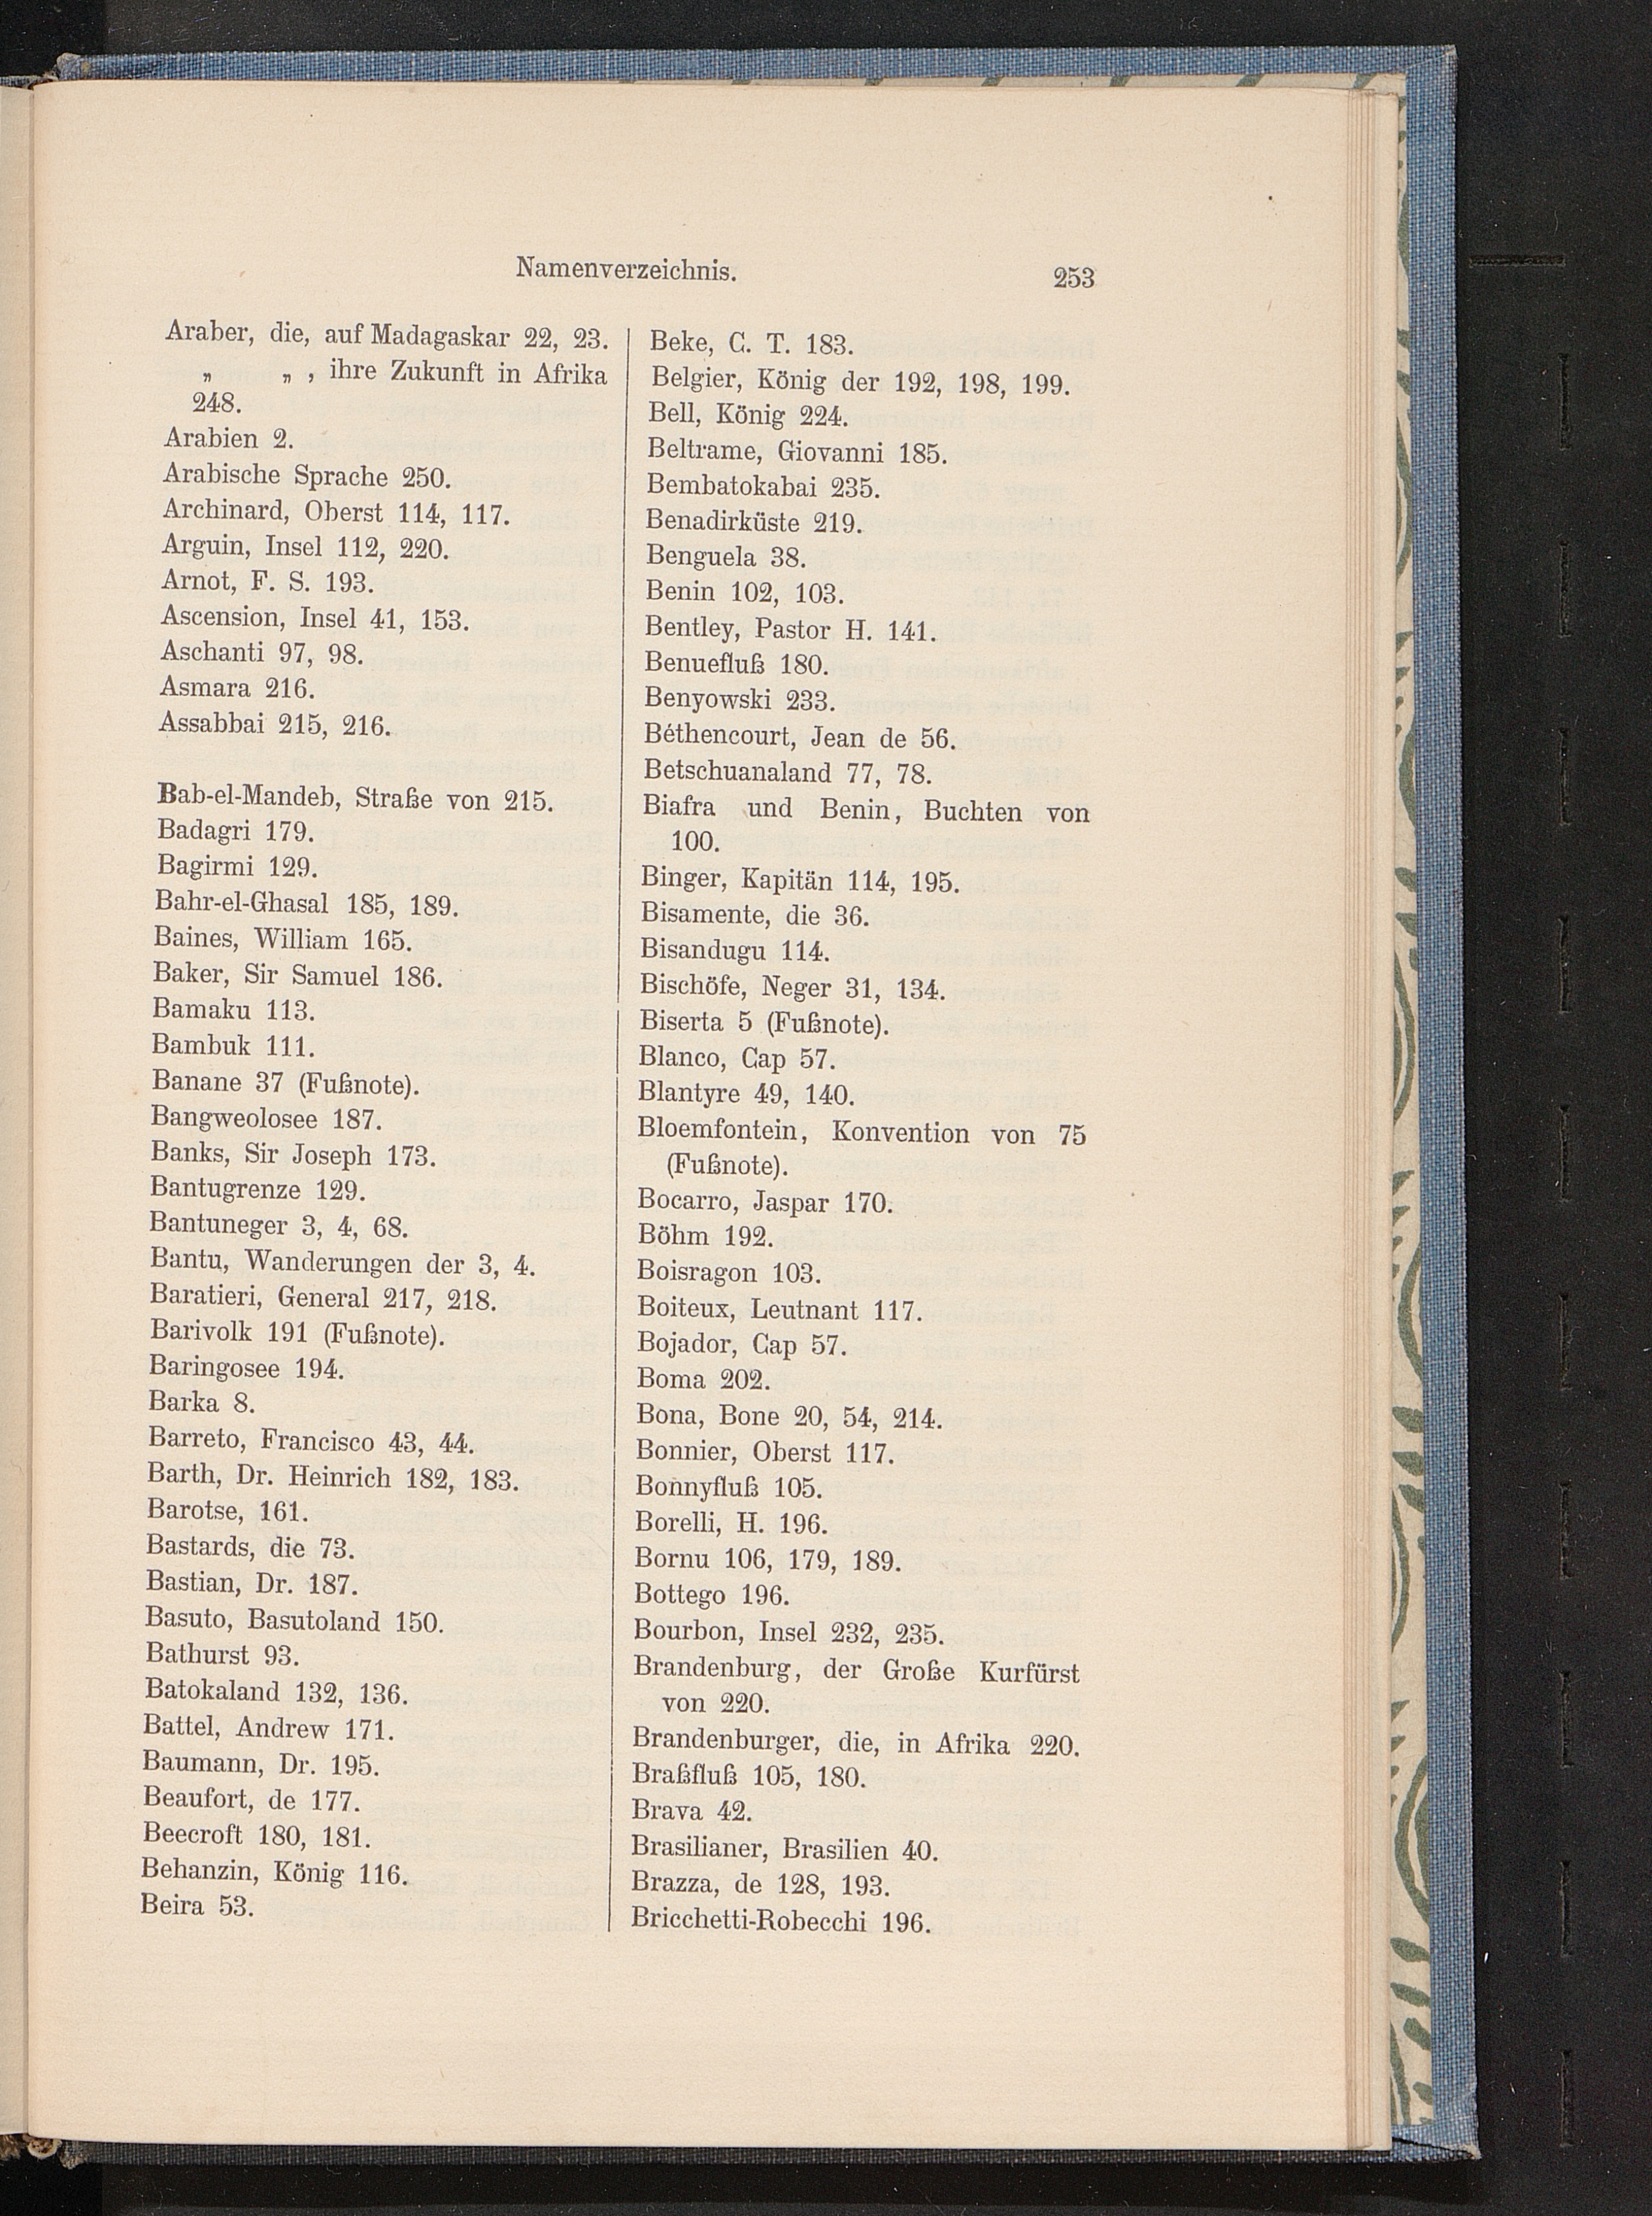 Namenverzeichnis. 253
Araber, die, auf Madagaskar 22, 23.
„ „ , ihre Zukunft in Afrika
248.
Arabien 2.
Arabische Sprache 250.
Archinard, Oberst 114, 117.
Arguin, Insel 112, 220.
Arnot, F. S. 193.
Ascension, Insel 41, 153.
Aschanti 97, 98.
Asmara 216.
Assabbai 215, 216.
Bab-el-Mandeb, Straße von 215.
Badagri 179.
Bagirmi 129.
Bahr-el-Ghasal 185, 189.
Baines, William 165.
Baker, Sir Samuel 186.
Bamaku 113.
Bambuk 111.
Banane 37 (Fußnote).
Bangweolosee 187.
Banks, Sir Joseph 173.
Bantugrenze 129.
Bantuneger 3, 4, 68.
Bantu, Wanderungen der 3, 4.
Baratieri, General 217, 218.
Barivolk 191 (Fußnote).
Baringosee 194.
Barka 8.
Barreto, Francisco 43, 44.
Barth, Dr. Heinrich 182, 183.
Barotse, 161.
Bastards, die 73.
Bastian, Dr. 187.
Basuto, Basutoland 150.
Bathurst 93.
Batokaland 132, 136.
Battel, Andrew 171.
Baumann, Dr. 195.
Beaufort, de 177.
Beecroft 180, 181.
Behanzin, König 116.
Beira 53.
Beke, C. T. 183.
Belgier, König der 192, 198, 199.
Bell, König 224.
Beltrame, Giovanni 185.
Bembatokabai 235.
Benadirküste 219.
Benguela 38.
Benin 102, 103.
Bentley, Pastor H. 141.
Benuefluß 180.
Benyowski 233.
Béthencourt, Jean de 56.
Betschuanaland 77, 78.
Biafra und Benin, Buchten von
100.
Binger, Kapitän 114, 195.
Bisamente, die 36.
Bisandugu 114.
Bischöfe, Neger 31, 134.
Biserta 5 (Fußnote).
Blanco, Cap 57.
Blantyre 49, 140.
Bloemfontein, Konvention von 75
(Fußnote).
Bocarro, Jaspar 170.
Böhm 192.
Boisragon 103.
Boiteux, Leutnant 117.
Bojador, Cap 57.
Boma 202.
Bona, Bone 20, 54, 214.
Bonnier, Oberst 117.
Bonnyfluß 105.
Borelli, H. 196.
Bornu 106, 179, 189.
Bottego 196.
Bourbon, Insel 232, 235.
Brandenburg, der Große Kurfürst
von 220.
Brandenburger, die, in Afrika 220.
Braßfluß 105, 180.
Brava 42.
Brasilianer, Brasilien 40.
Brazza, de 128, 193.
Bricchetti-Robecchi 196.